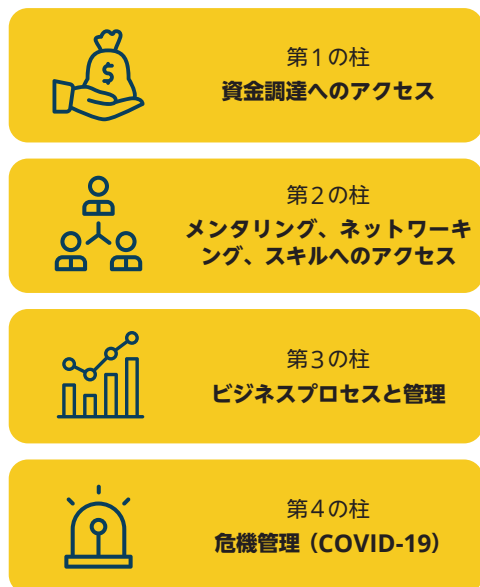 $
第1の柱
資金調達へのアクセス
第2の柱
メンタリング、ネットワーキ
ング、スキルへのアクセス
第3の柱
ビジネスプロセスと管理
第4の柱
危機管理（COVID-19）